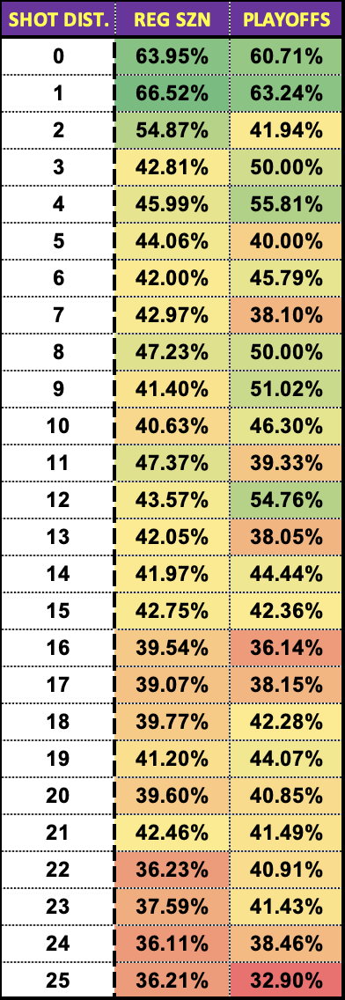 SHOT DIST. REG SZN PLAYOFFS
0 63.95% 60.71%
1 66.52% 63.24%
2 54.87% 41.94%
3 42.81% 50.00%
4 45.99% 55.81%
5 44.06% 40.00%
6 42.00% 45.79%
7 42.97% 38.10%
8 47.23% 50.00%
9 41.40% 51.02%
10 40.63% 46.30%
11 47.37% 39.33%
12 43.57% 54.76%
13 42.05% 38.05%
14 41.97% 44.44%
15 42.75% 42.36%
16 39.54% 36.14%
17 39.07% 38.15%
18 39.77% 42.28%
19 41.20% 44.07%
20 39.60% 40.85%
21 42.46% 41.49%
22 36.23% 40.91%
23 37.59% 41.43%
24 36.11% 38.46%
25 36.21% 32.90%